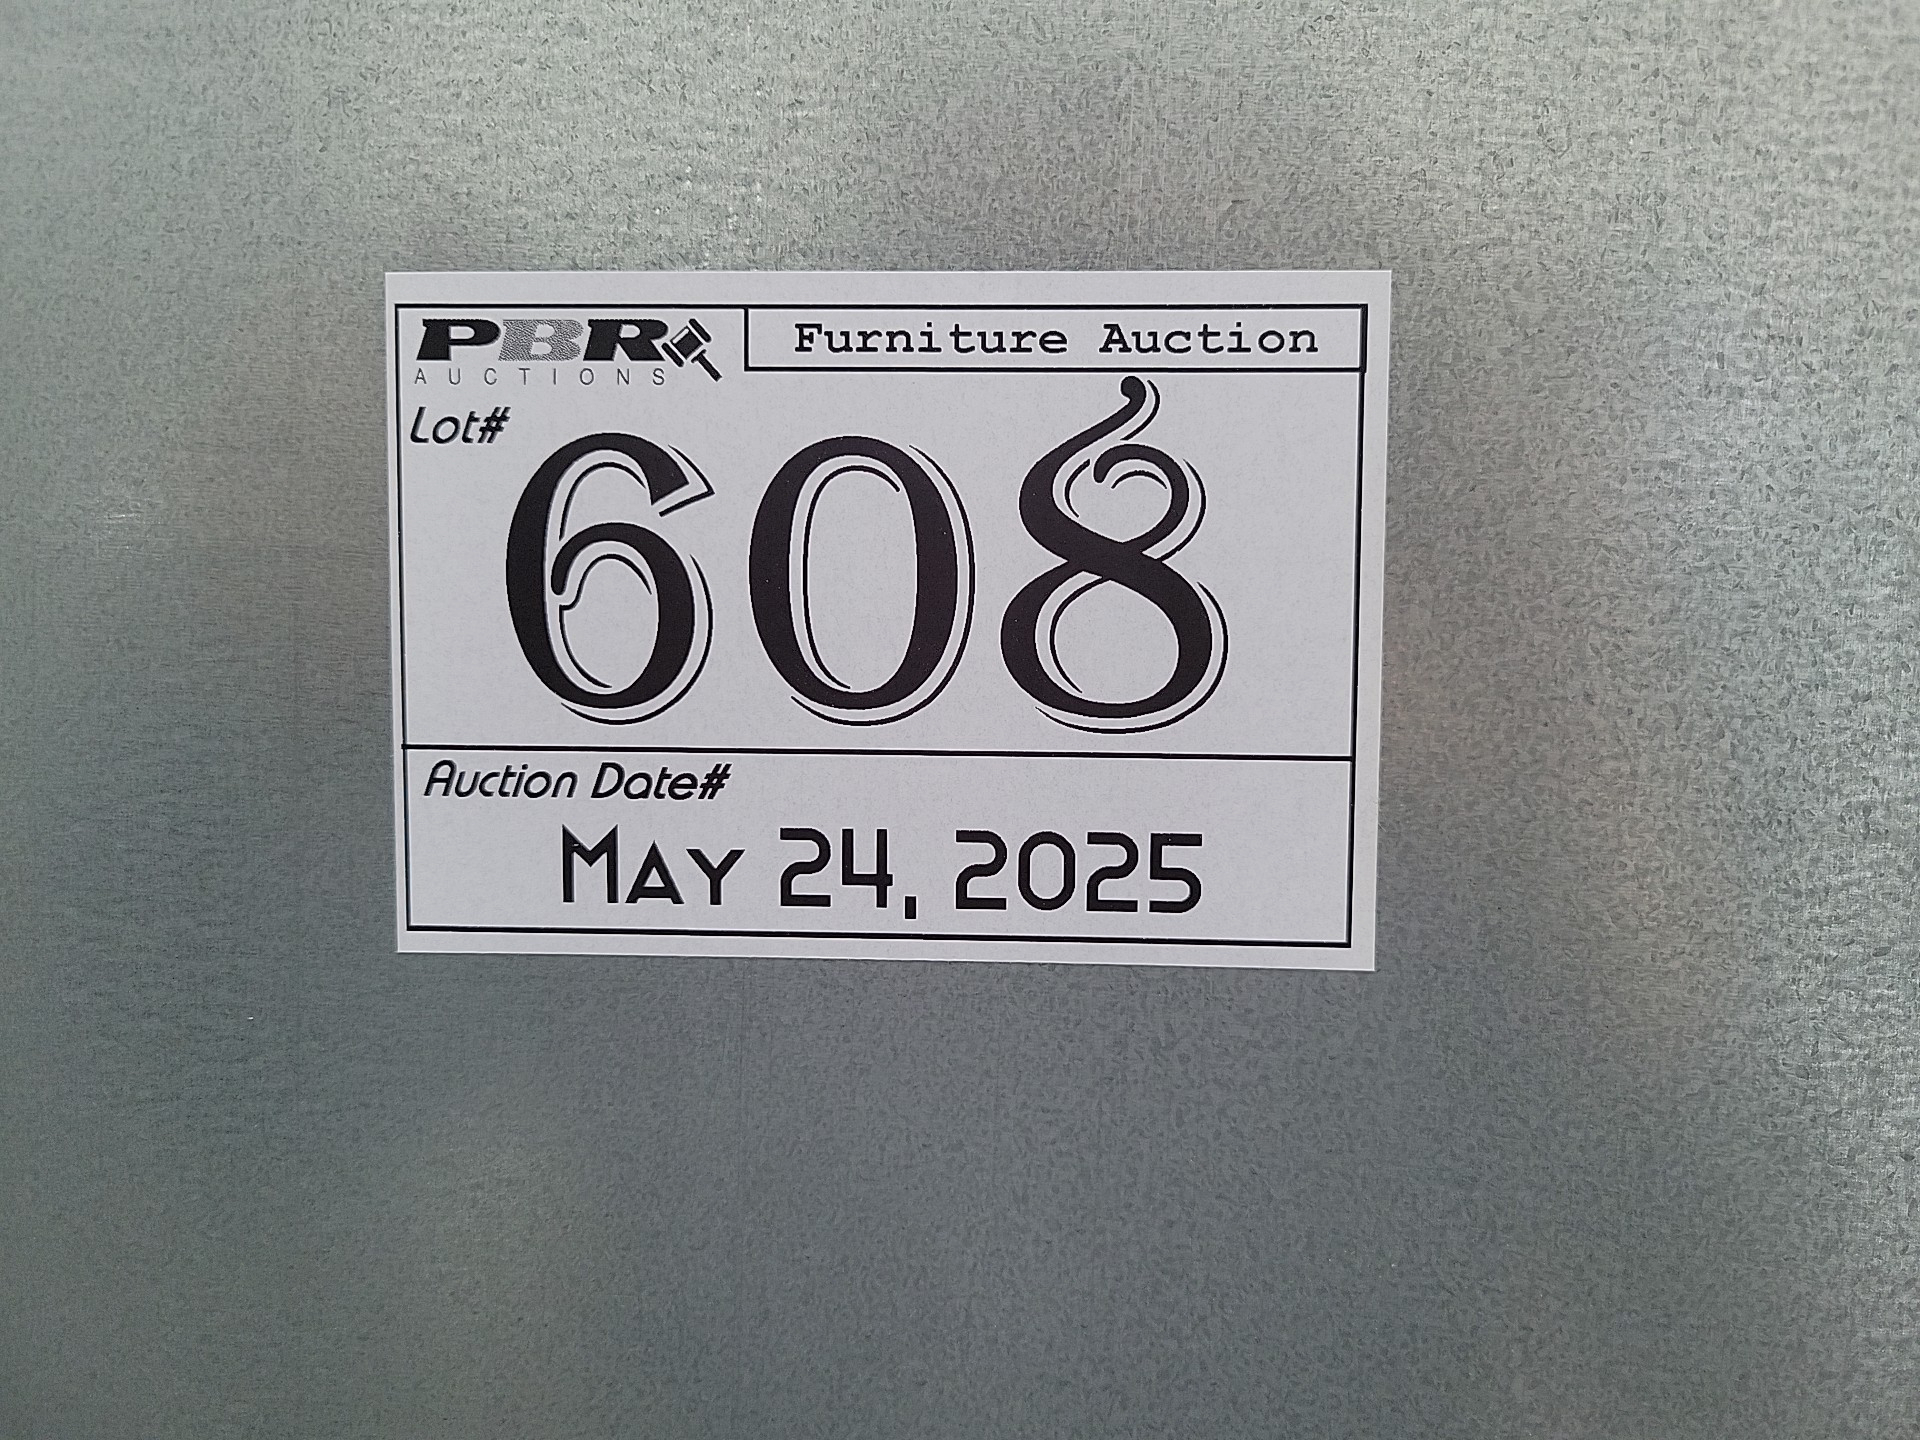 PBR
AUCTIONS
Furniture Auction
Lot#
608
Auction Date#
May 24, 2025